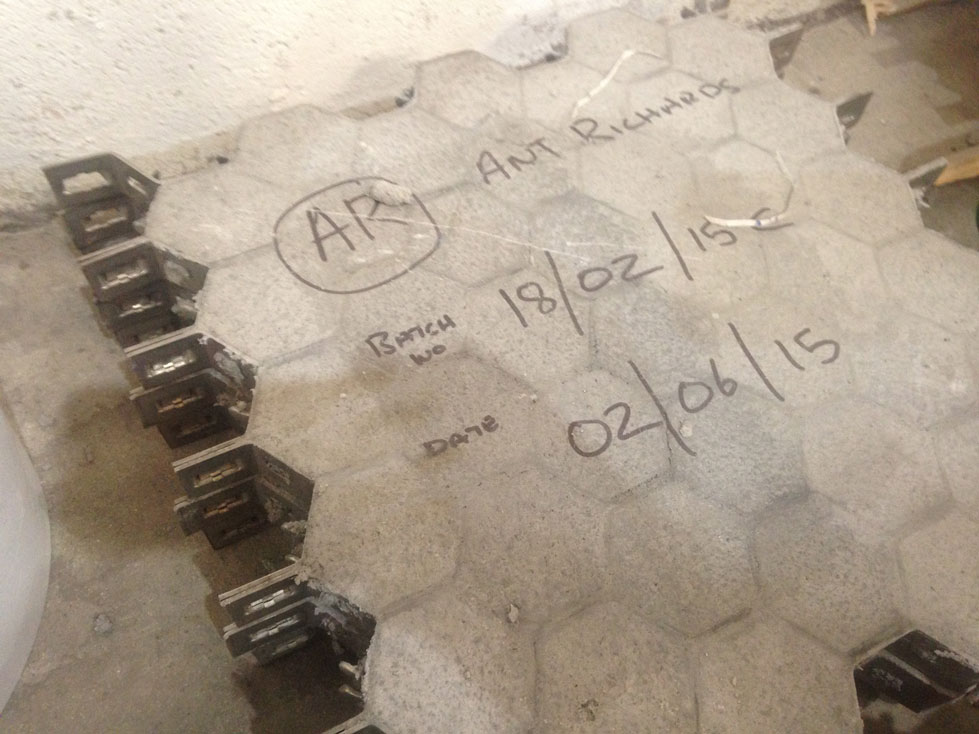 ANT RICHARDS
AR
BATCH NO 18/02/15 C
DATE 02/06/15